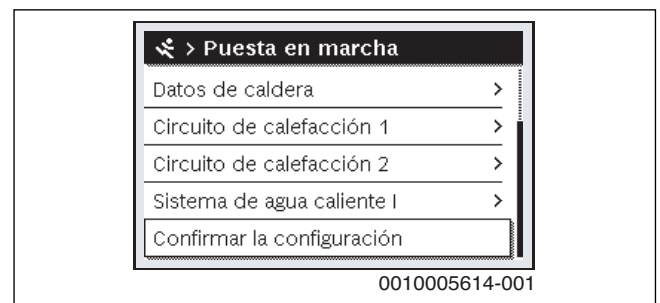 > Puesta en marcha
Datos de caldera >
Circuito de calefacción 1 >
Circuito de calefacción 2 >
Sistema de agua caliente I >
Confirmar la configuración
0010005614-001